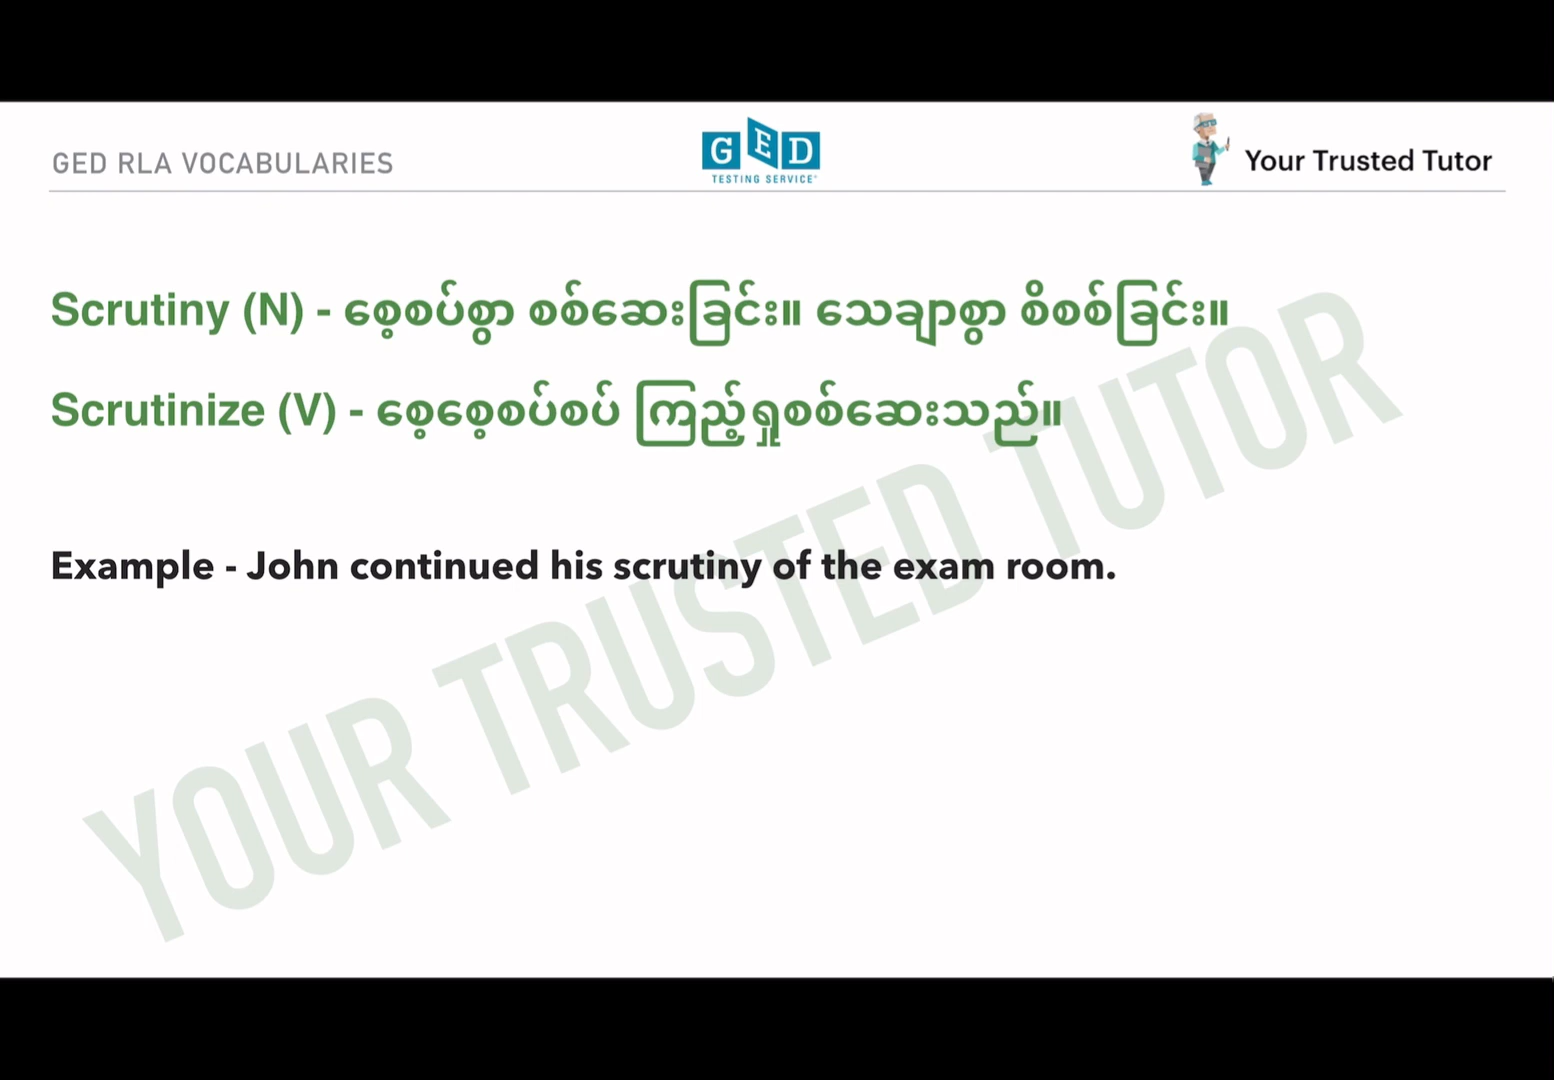 GED RLA VOCABULARIES
GED
TESTING SERVICE
Your Trusted Tutor
Scrutiny (N) - စေ့စပ်စွာ စစ်ဆေးခြင်း။ သေချာစွာ စိစစ်ခြင်း။
Scrutinize (V) - စေ့စေ့စပ်စပ် ကြည့်ရှုစစ်ဆေးသည်။
Example - John continued his scrutiny of the exam room.
YOUR TRUSTED TUTOR